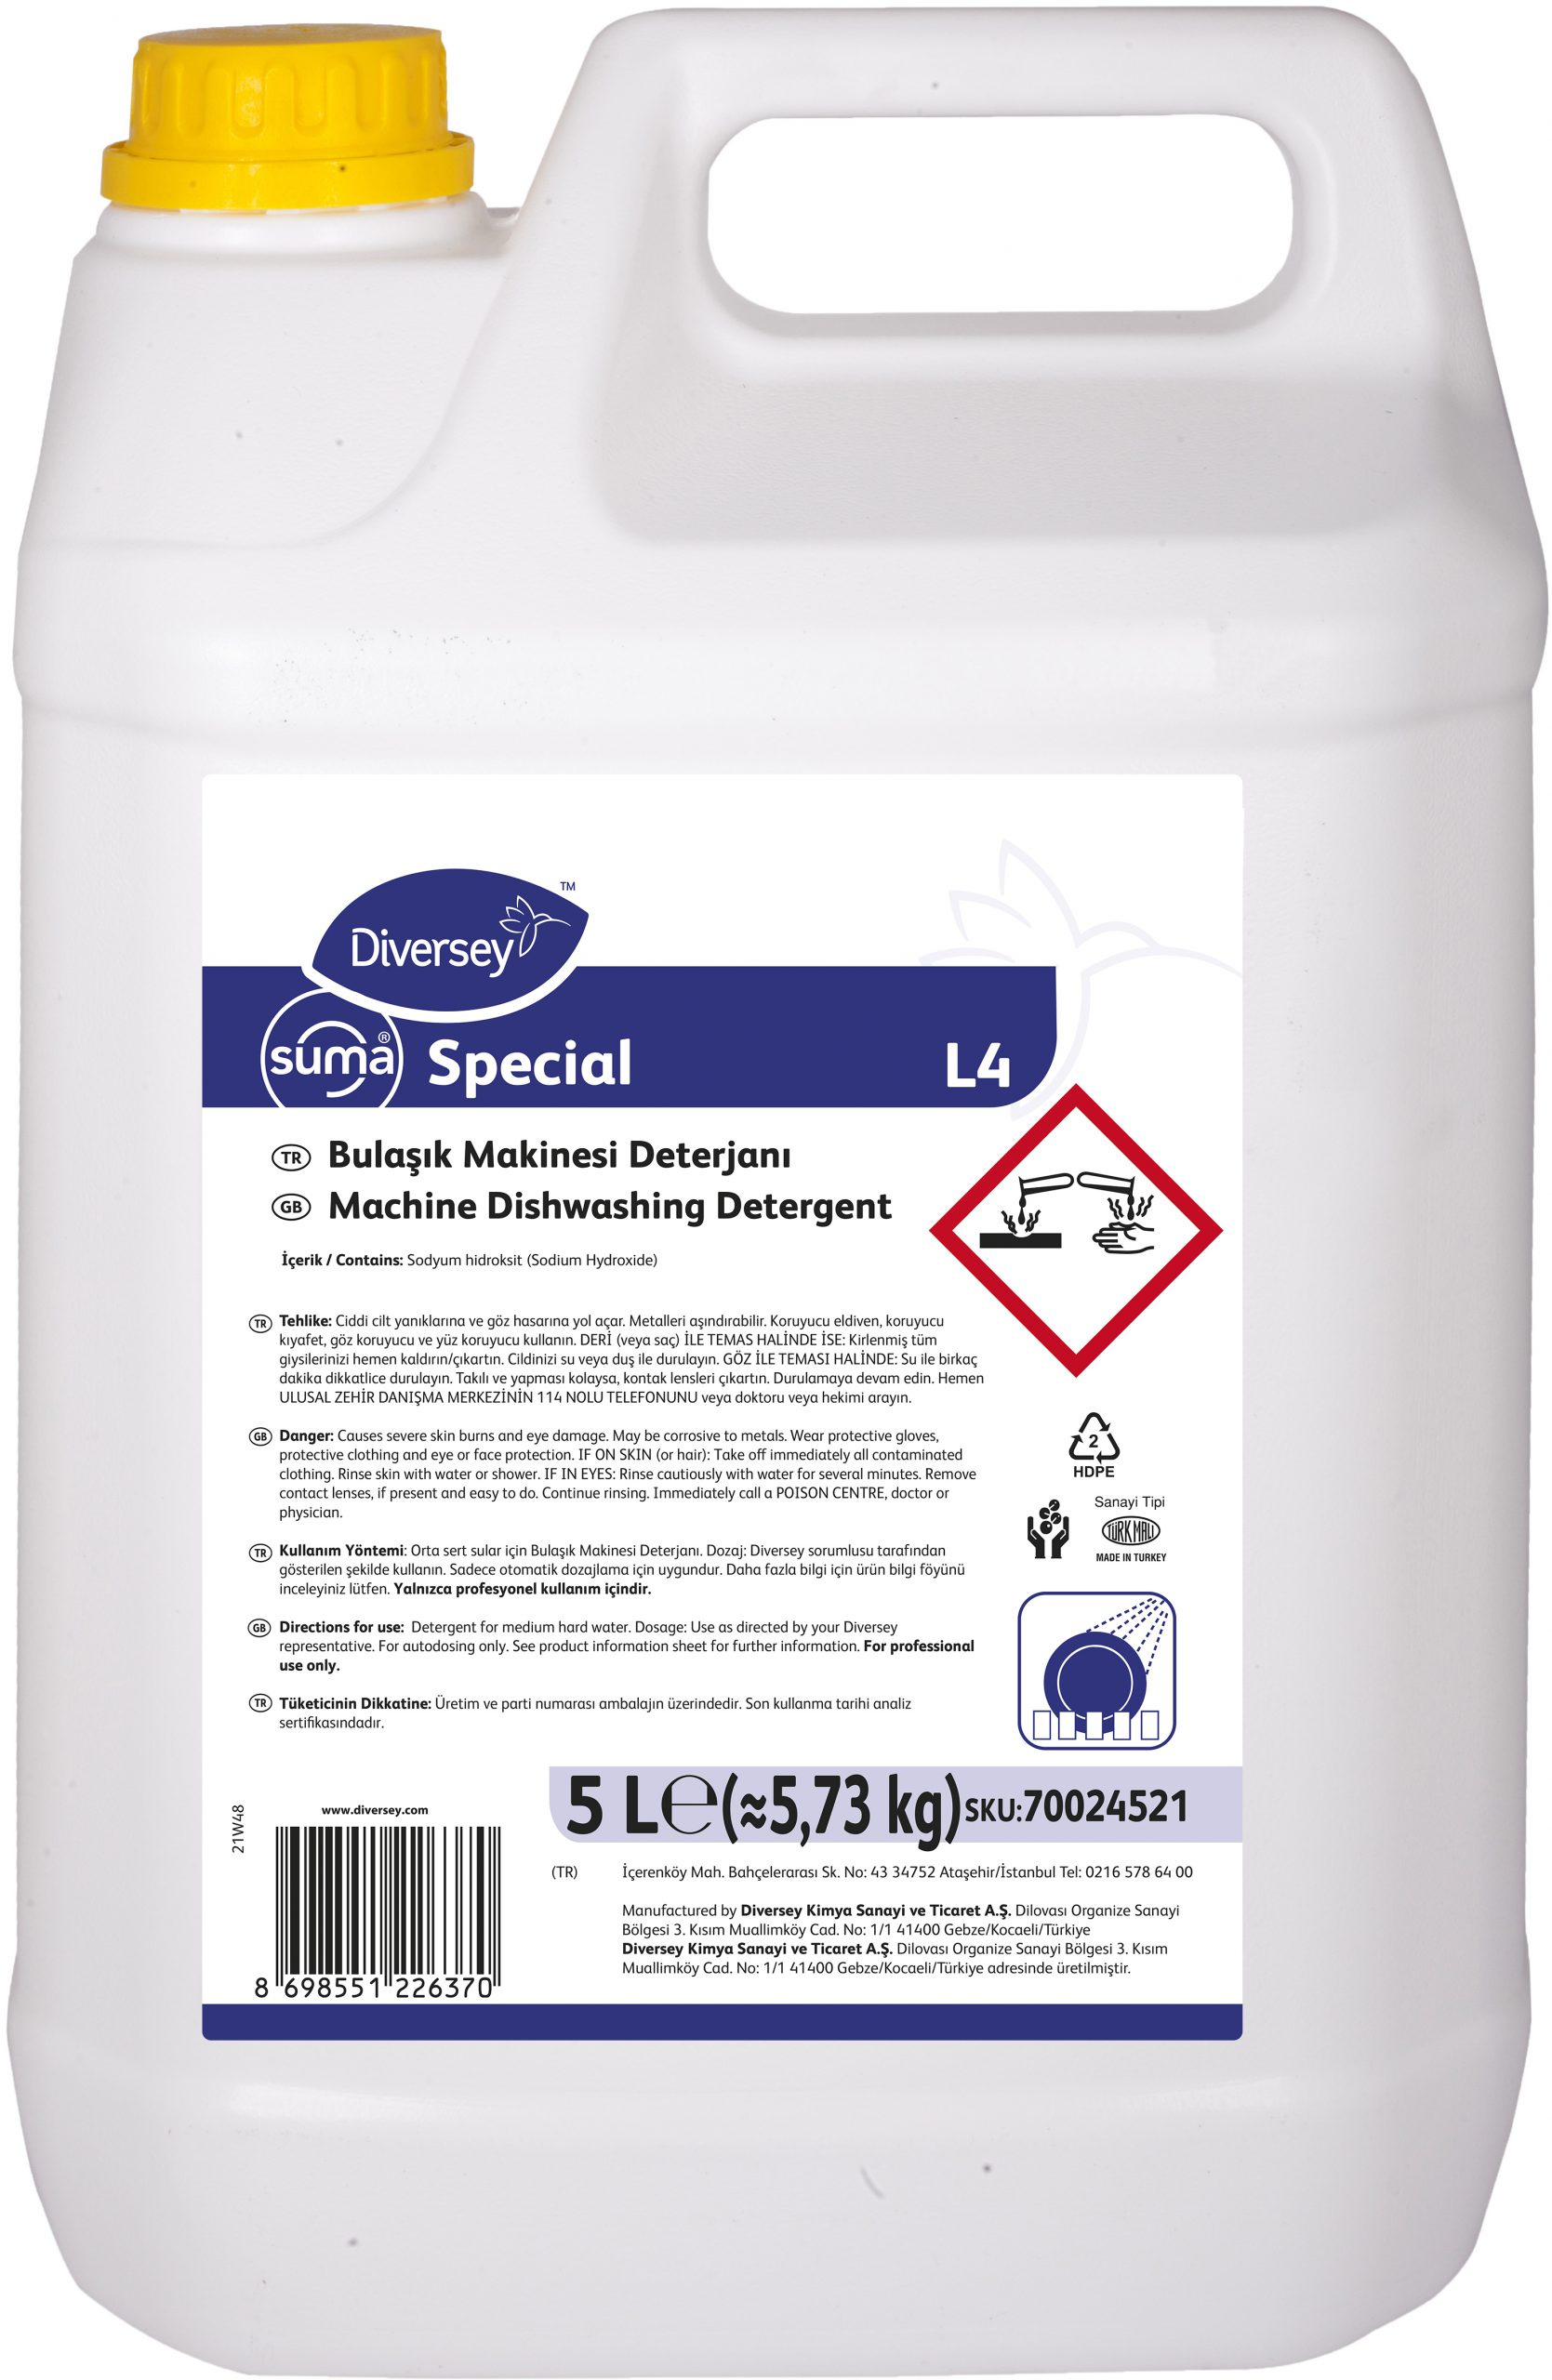 Diversey™
suma® Special L4
TR Bulaşık Makinesi Deterjanı
GB Machine Dishwashing Detergent
İçerik / Contains: Sodyum hidroksit (Sodium Hydroxide)
TR Tehlike: Ciddi cilt yanıklarına ve göz hasarına yol açar. Metalleri aşındırabilir. Koruyucu eldiven, koruyucu
kıyafet, göz koruyucu ve yüz koruyucu kullanın. DERİ (veya saç) İLE TEMAS HALİNDE İSE: Kirlenmiş tüm
giysilerinizi hemen kaldırın/çıkartın. Cildinizi su veya duş ile durulayın. GÖZ İLE TEMASI HALİNDE: Su ile birkaç
dakika dikkatlice durulayın. Takılı ve yapması kolaysa, kontak lensleri çıkartın. Durulamaya devam edin. Hemen
ULUSAL ZEHİR DANIŞMA MERKEZİNİN 114 NOLU TELEFONUNU veya doktoru veya hekimi arayın.
GB Danger: Causes severe skin burns and eye damage. May be corrosive to metals. Wear protective gloves,
protective clothing and eye or face protection. IF ON SKIN (or hair): Take off immediately all contaminated
clothing. Rinse skin with water or shower. IF IN EYES: Rinse cautiously with water for several minutes. Remove
contact lenses, if present and easy to do. Continue rinsing. Immediately call a POISON CENTRE, doctor or
physician.
TR Kullanım Yöntemi: Orta sert sular için Bulaşık Makinesi Deterjanı. Dozaj: Diversey sorumlusu tarafından
gösterilen şekilde kullanın. Sadece otomatik dozajlama için uygundur. Daha fazla bilgi için ürün bilgi föyünü
inceleyiniz lütfen. Yalnızca profesyonel kullanım içindir.
GB Directions for use: Detergent for medium hard water. Dosage: Use as directed by your Diversey
representative. For autodosing only. See product information sheet for further information. For professional
use only.
TR Tüketicinin Dikkatine: Üretim ve parti numarası ambalajın üzerindedir. Son kullanma tarihi analiz
sertifikasındadır.
2
HDPE
Sanayi Tipi
TÜRK MALI
MADE IN TURKEY
5 L℮(≈5,73 kg) SKU:70024521
21W48
www.diversey.com
8 698551 226370
(TR) İçerenköy Mah. Bahçelerarası Sk. No: 43 34752 Ataşehir/İstanbul Tel: 0216 578 64 00
Manufactured by Diversey Kimya Sanayi ve Ticaret A.Ş. Dilovası Organize Sanayi
Bölgesi 3. Kısım Muallimköy Cad. No: 1/1 41400 Gebze/Kocaeli/Türkiye
Diversey Kimya Sanayi ve Ticaret A.Ş. Dilovası Organize Sanayi Bölgesi 3. Kısım
Muallimköy Cad. No: 1/1 41400 Gebze/Kocaeli/Türkiye adresinde üretilmiştir.